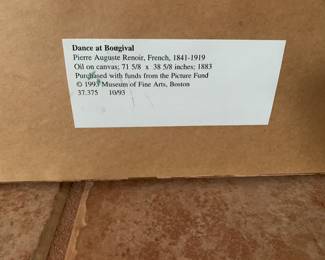 Dance at Bougival
Pierre Auguste Renoir, French, 1841-1919
Oil on canvas; 71 5/8 x 38 5/8 inches; 1883
Purchased with funds from the Picture Fund
© 1993 Museum of Fine Arts, Boston
37.375 10/93